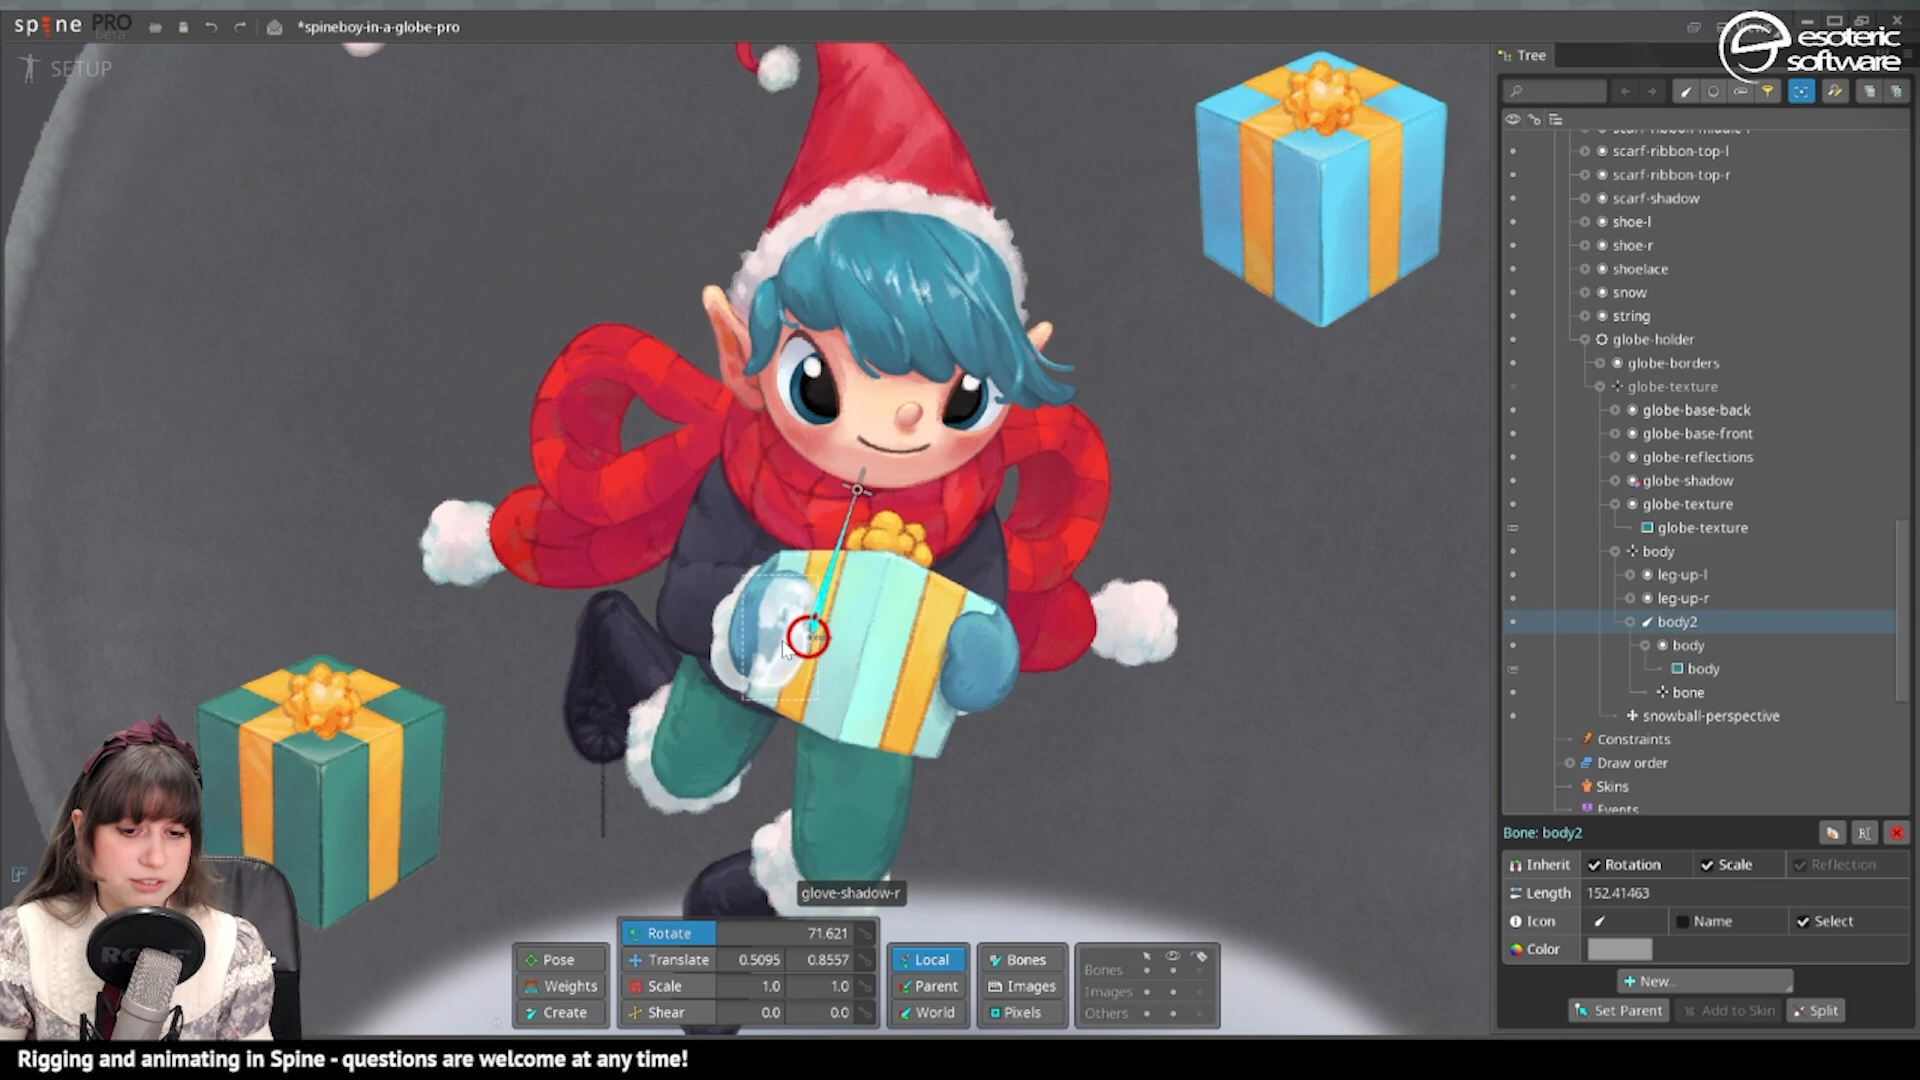 spine PRO
beta
*spineboy-in-a-globe-pro
esoteric
software
SETUP
Tree
scarf-ribbon-middle-r
scarf-ribbon-top-l
scarf-ribbon-top-r
scarf-shadow
shoe-l
shoe-r
shoelace
snow
string
globe-holder
globe-borders
globe-texture
globe-base-back
globe-base-front
globe-reflections
globe-shadow
globe-texture
globe-texture
body
leg-up-l
leg-up-r
body2
body
body
bone
snowball-perspective
Constraints
Draw order
Skins
Events
Bone: body2
Inherit Rotation Scale Reflection
Length 152.41463
Icon Name Select
Color
New...
Set Parent Add to Skin Split
glove-shadow-r
Pose
Weights
Create
Rotate 71.621
Translate 0.5095 0.8557
Scale 1.0 1.0
Shear 0.0 0.0
Local
Parent
World
Bones
Images
Pixels
Bones
Images
Others
Rigging and animating in Spine - questions are welcome at any time!